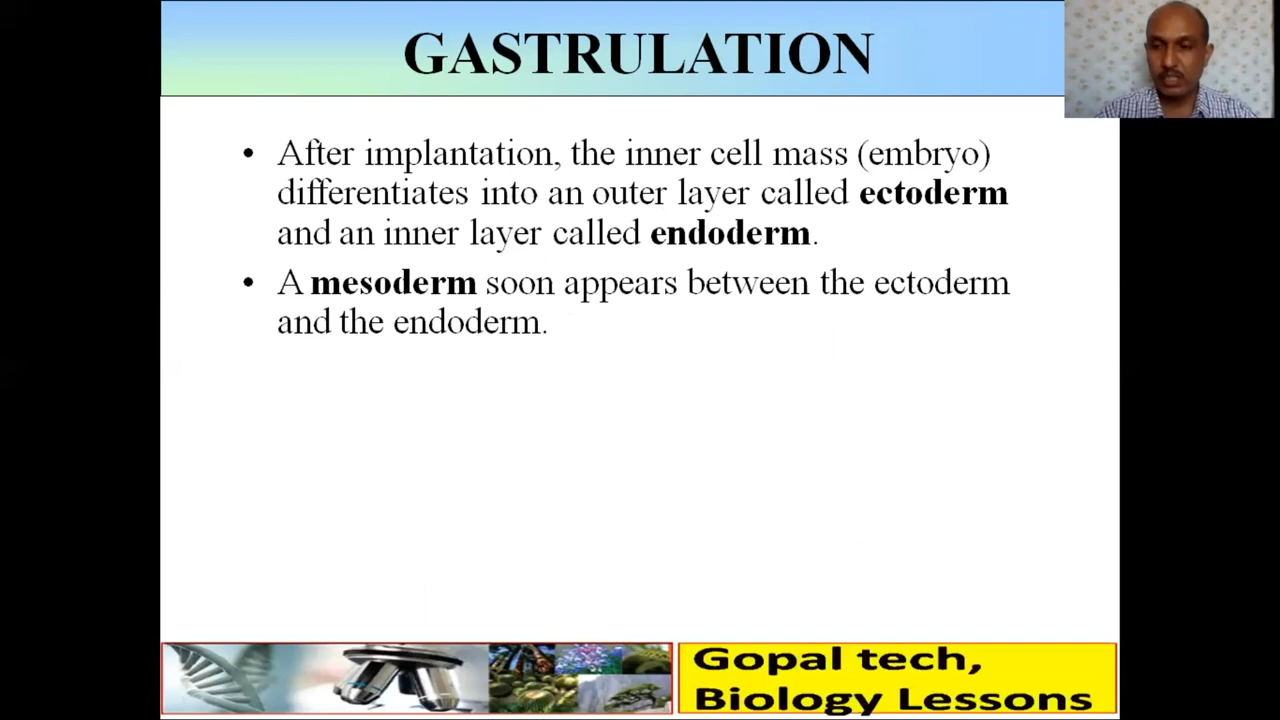 GASTRULATION
• After implantation, the inner cell mass (embryo)
differentiates into an outer layer called ectoderm
and an inner layer called endoderm.
• A mesoderm soon appears between the ectoderm
and the endoderm.
Gopal tech,
Biology Lessons